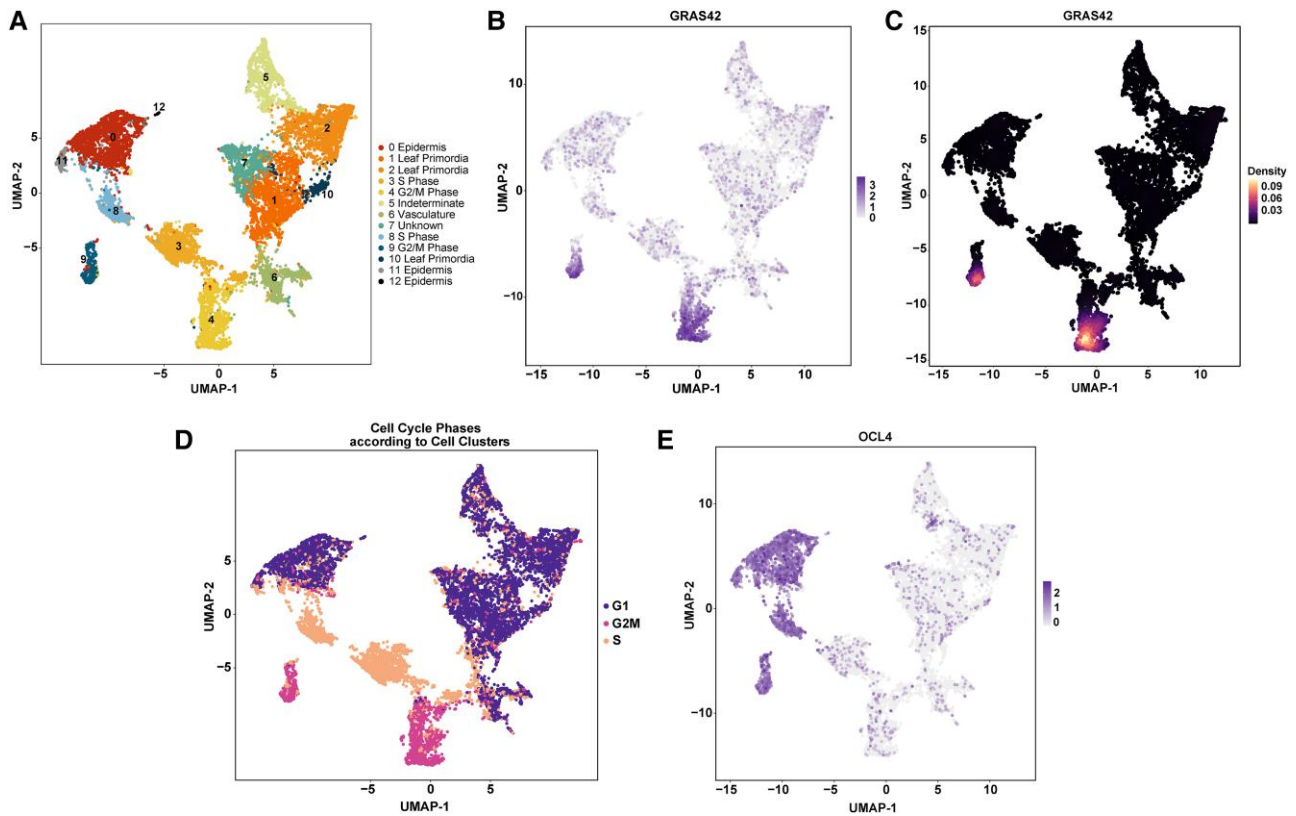 A
UMAP-2
5
0
−5
−5
0
5
UMAP-1
0
1
2
3
4
5
6
7
8
9
10
11
12
0 Epidermis
1 Leaf Primordia
2 Leaf Primordia
3 S Phase
4 G2/M Phase
5 Indeterminate
6 Vasculature
7 Unknown
8 S Phase
9 G2/M Phase
10 Leaf Primordia
11 Epidermis
12 Epidermis
B
GRAS42
UMAP-2
10
0
−10
−15
−10
−5
0
5
10
UMAP-1
3
2
1
0
C
GRAS42
UMAP-2
15
10
5
0
−5
−10
−15
−15
−10
−5
0
5
10
UMAP-1
Density
0.09
0.06
0.03
D
Cell Cycle Phases
according to Cell Clusters
UMAP-2
5
0
−5
−5
0
5
UMAP-1
G1
G2M
S
E
OCL4
UMAP-2
10
0
−10
−15
−10
−5
0
5
10
UMAP-1
2
1
0